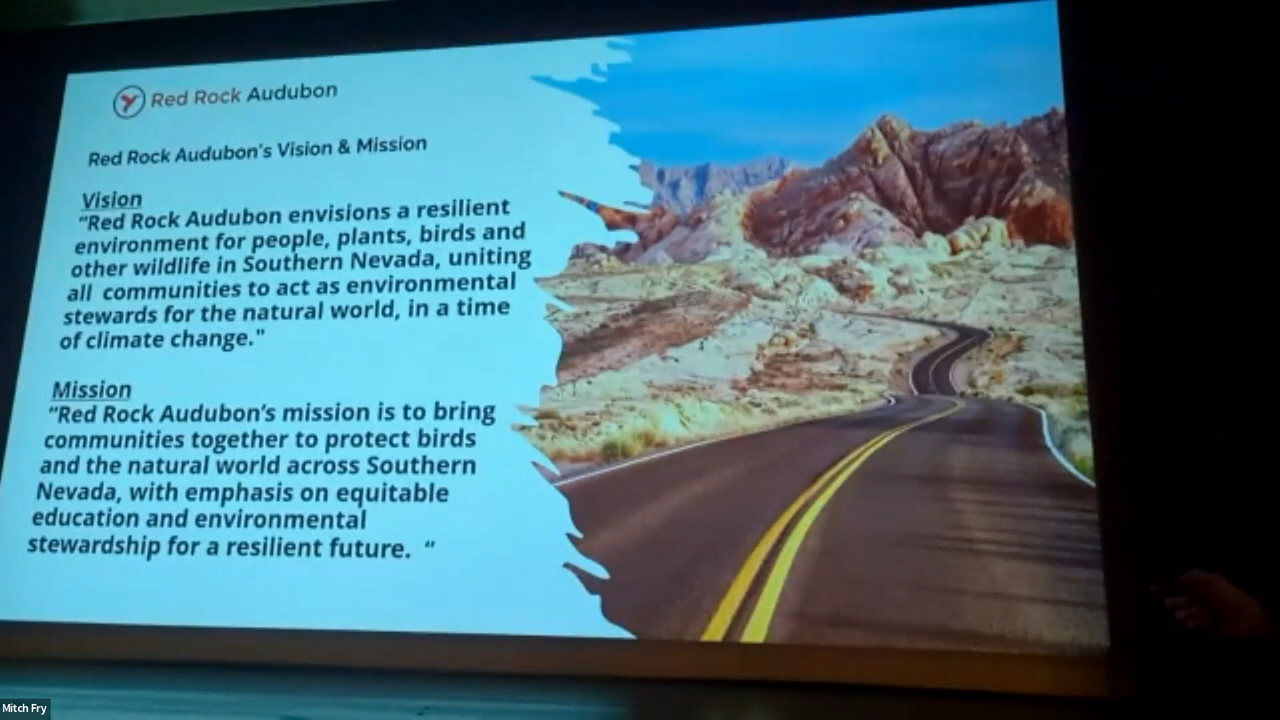 Red Rock Audubon
Red Rock Audubon's Vision & Mission
Vision
"Red Rock Audubon envisions a resilient
environment for people, plants, birds and
other wildlife in Southern Nevada, uniting
all communities to act as environmental
stewards for the natural world, in a time
of climate change."
Mission
"Red Rock Audubon's mission is to bring
communities together to protect birds
and the natural world across Southern
Nevada, with emphasis on equitable
education and environmental
stewardship for a resilient future. “
Mitch Fry